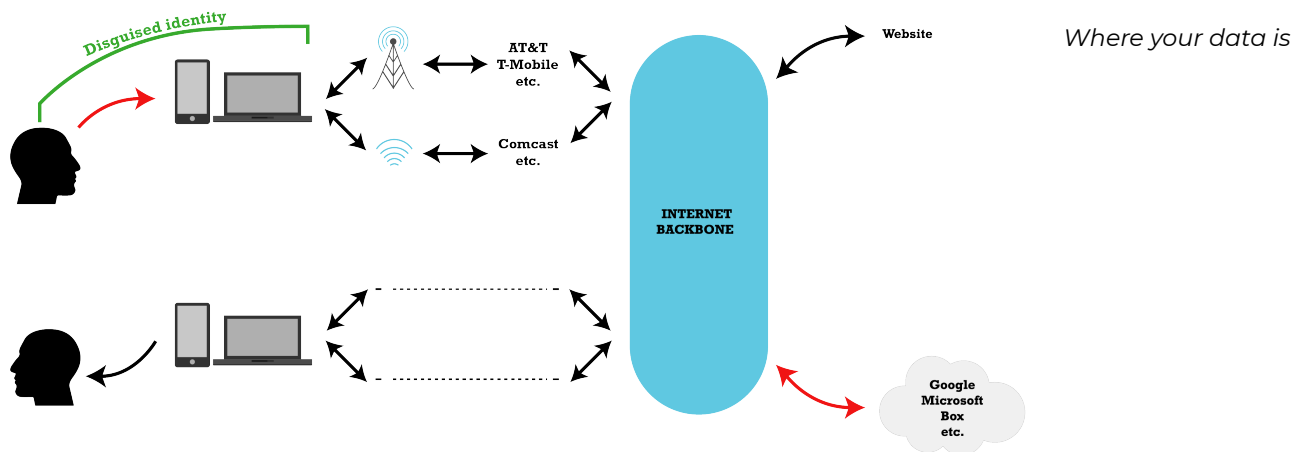 Disguised identity
AT&T
T-Mobile
etc.
Comcast
etc.
INTERNET
BACKBONE
Website
Where your data is
Google
Microsoft
Box
etc.